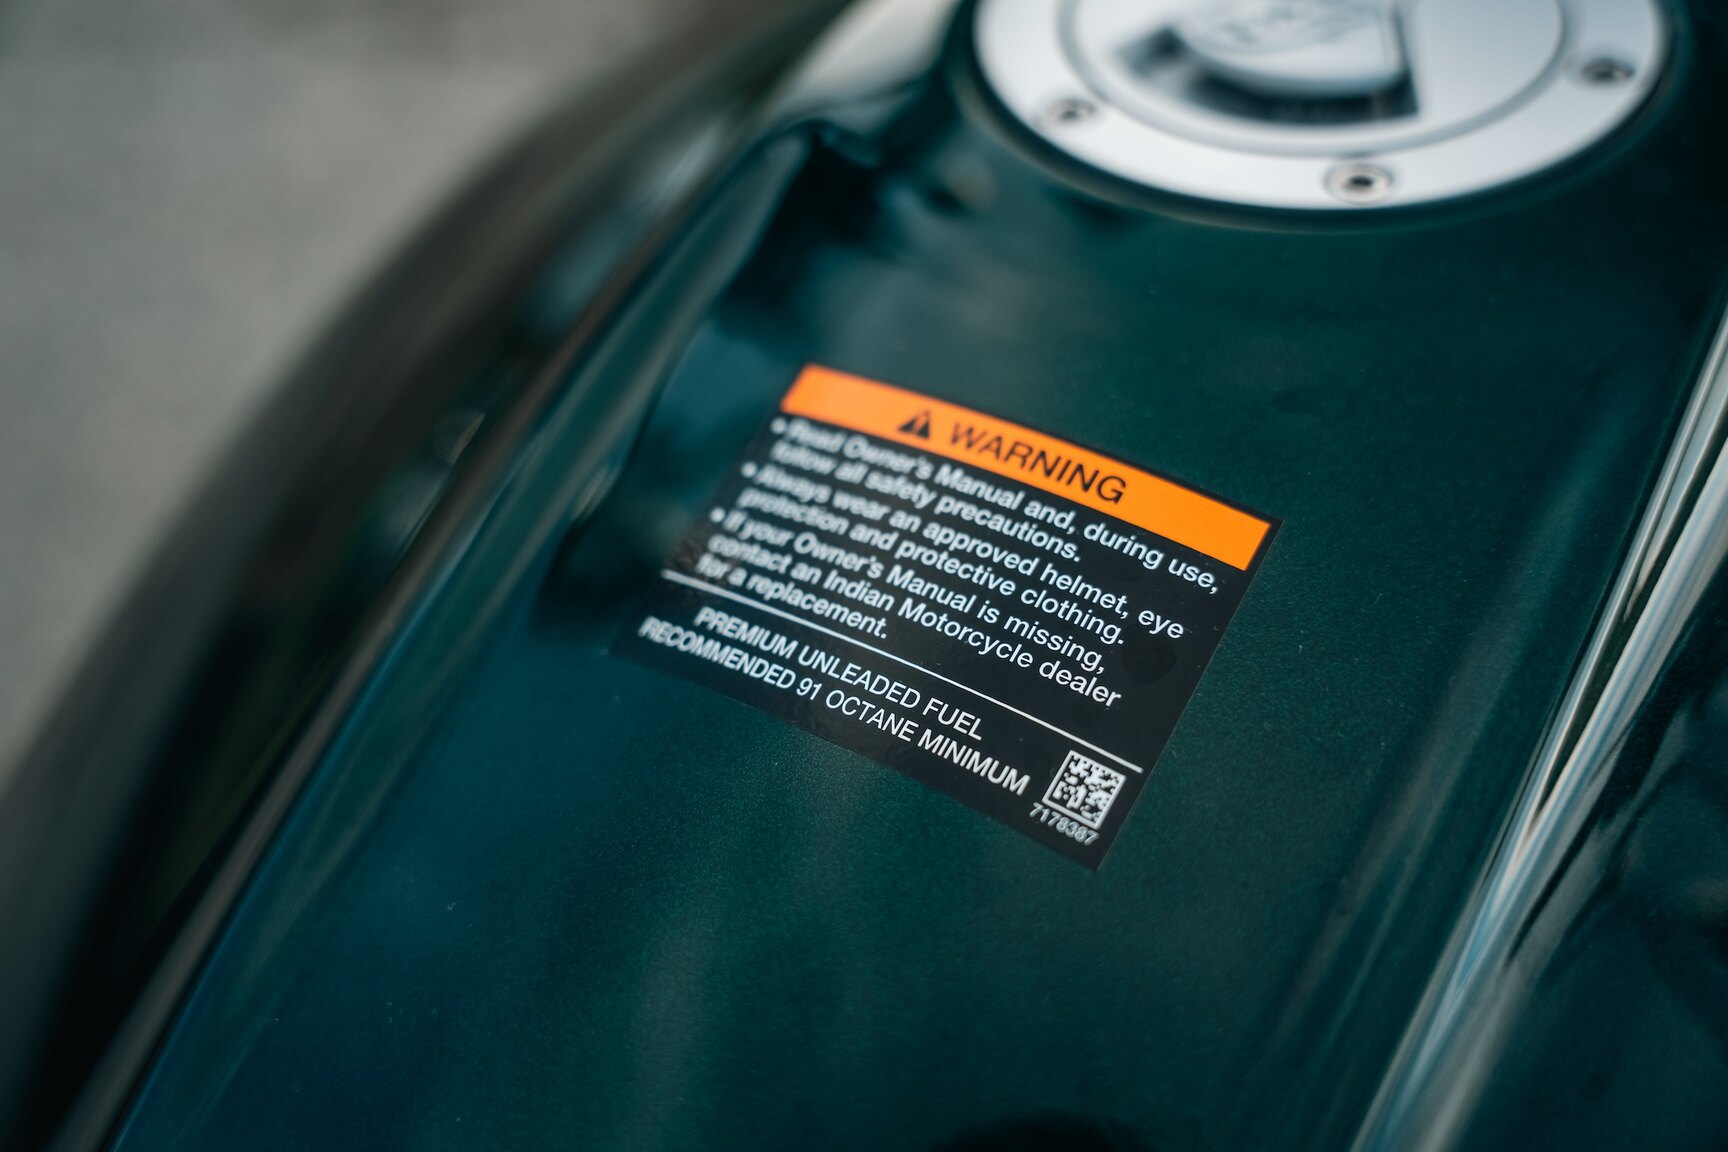 WARNING
• Read Owner's Manual and, during use,
follow all safety precautions.
• Always wear an approved helmet, eye
protection and protective clothing.
• If your Owner's Manual is missing,
contact an Indian Motorcycle dealer
for a replacement.
PREMIUM UNLEADED FUEL
RECOMMENDED 91 OCTANE MINIMUM
7178367